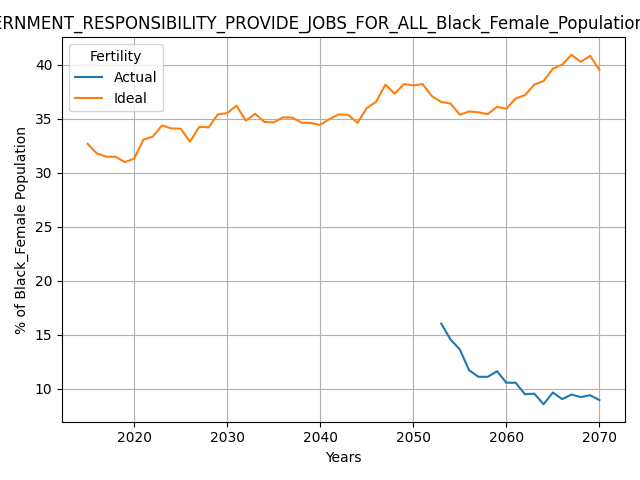 ERNMENT_RESPONSIBILITY_PROVIDE_JOBS_FOR_ALL_Black_Female_Population
Fertility
Actual
Ideal
% of Black_Female Population
40
35
30
25
20
15
10
2020 2030 2040 2050 2060 2070
Years